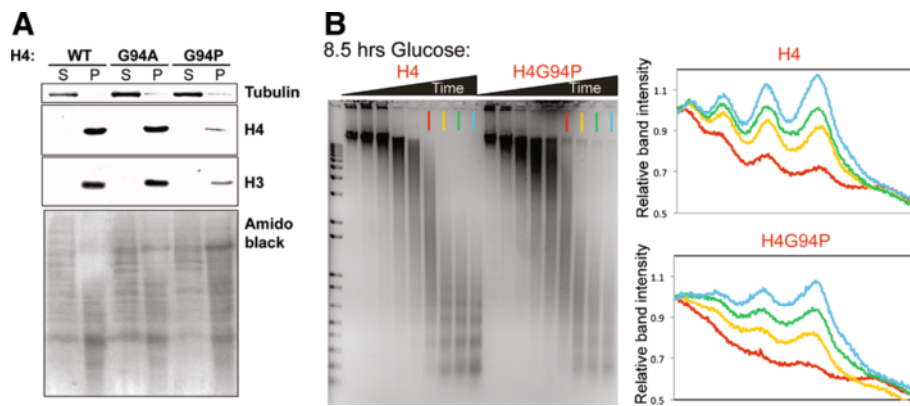 A
H4: WT G94A G94P
S P S P S P
Tubulin
H4
H3
Amido
black
B
8.5 hrs Glucose:
H4 H4G94P
Time Time
H4
Relative band intensity
1.1
0.9
0.7
0.5
H4G94P
Relative band intensity
1.1
0.9
0.7
0.5